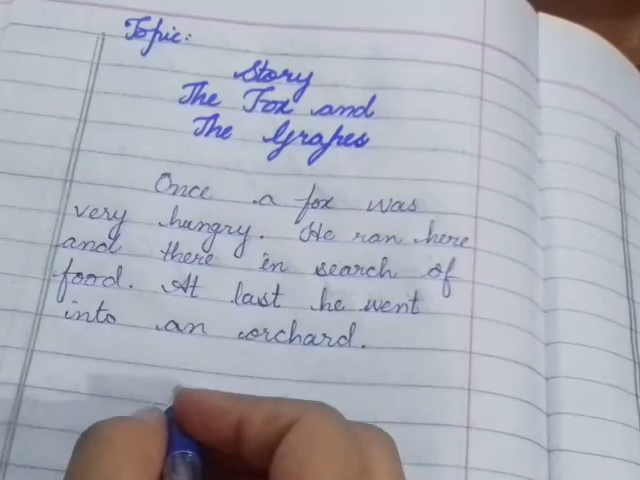 Topic:
Story
The Fox and
The Grapes
Once a fox was
very hungry. He ran here
and there in search of
food. At last he went
into an orchard.